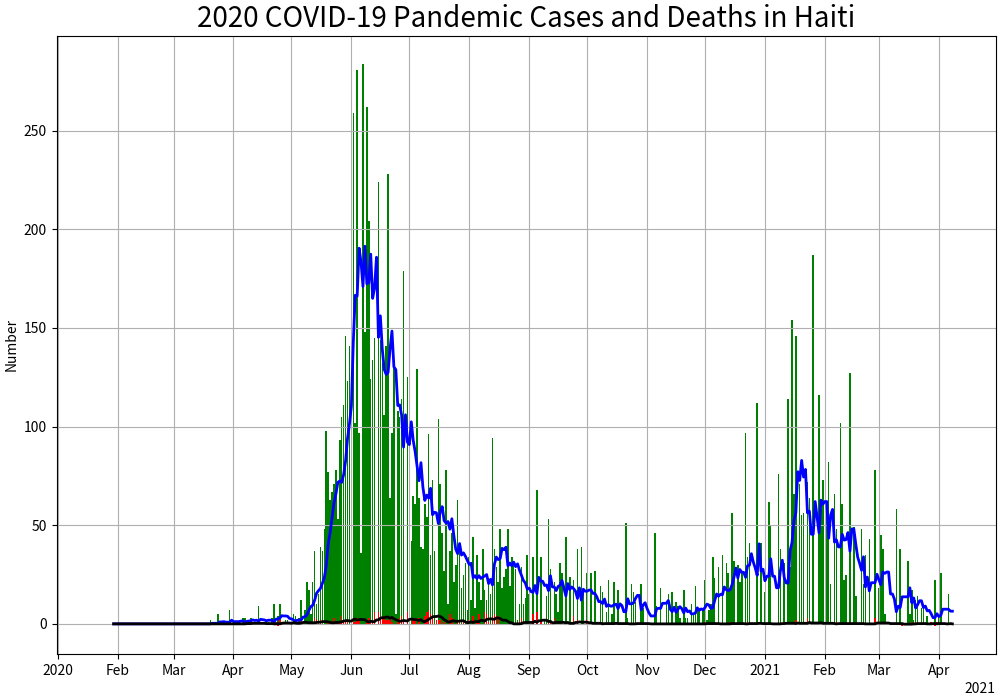 2020 COVID-19 Pandemic Cases and Deaths in Haiti
Number
250
200
150
100
50
0
2020 Feb Mar Apr May Jun Jul Aug Sep Oct Nov Dec 2021 Feb Mar Apr
2021